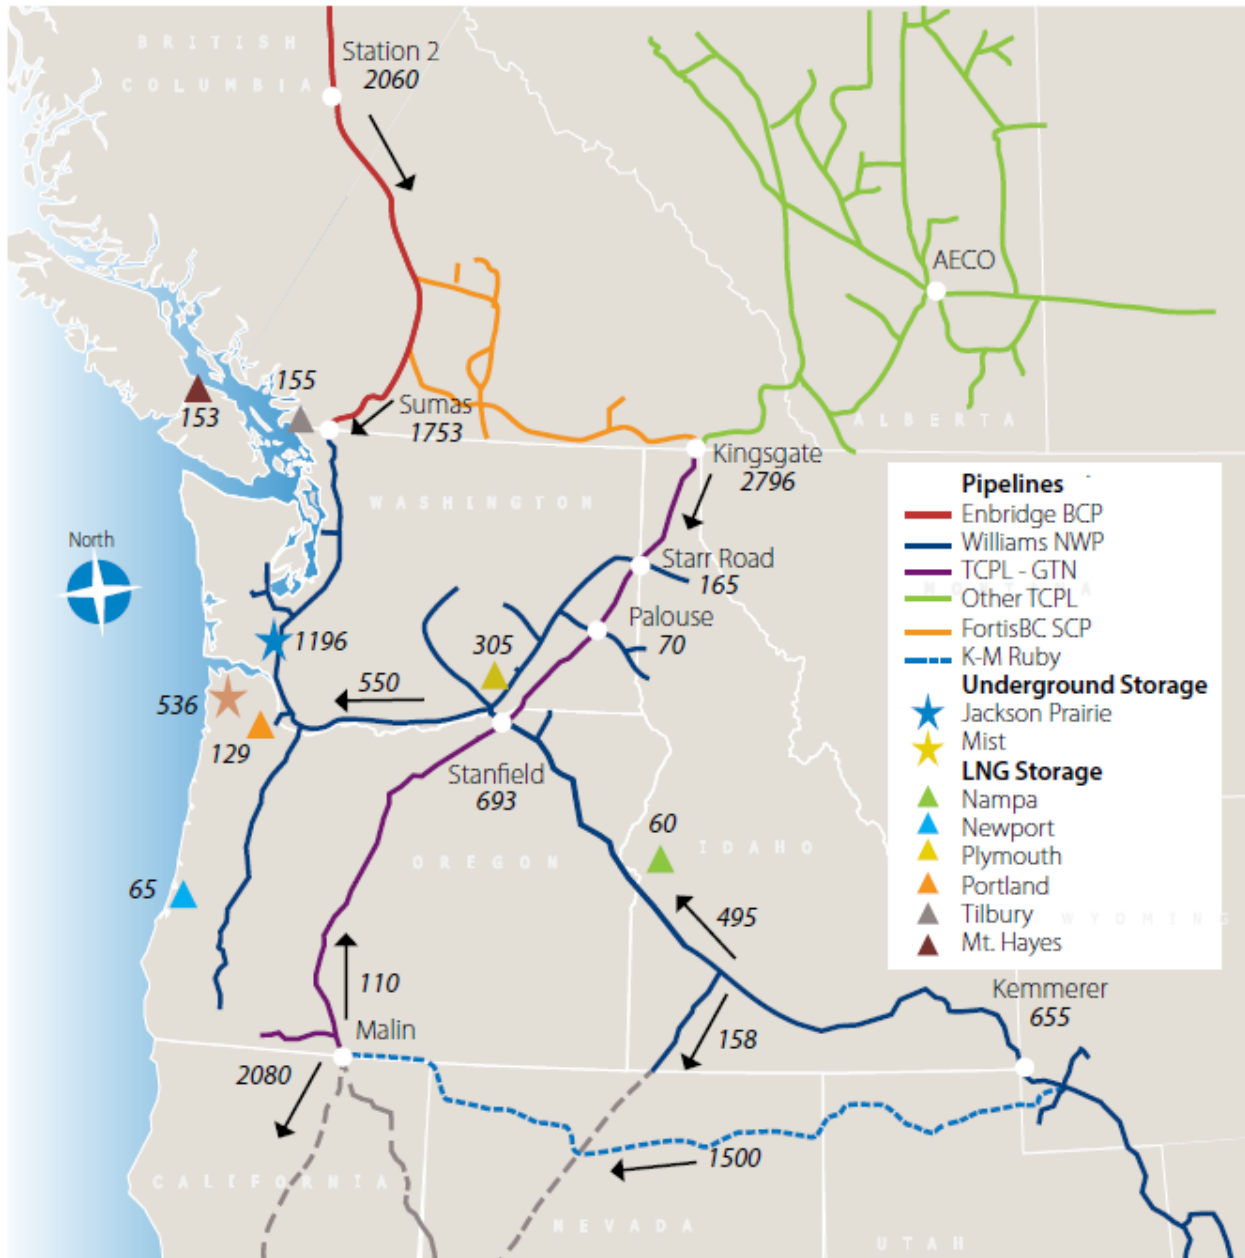 BRITISH
COLUMBIA
Station 2
2060
AECO
155
153
Sumas
1753
ALBERTA
Kingsgate
2796
WASHINGTON
North
Starr Road
165
Palouse
70
1196
305
550
536
129
Stanfield
693
OREGON
60
IDAHO
65
495
110
Malin
158
2080
Kemmerer
655
1500
CALIFORNIA
NEVADA
UTAH
MONTANA
WYOMING
Pipelines
Enbridge BCP
Williams NWP
TCPL - GTN
Other TCPL
FortisBC SCP
K-M Ruby
Underground Storage
Jackson Prairie
Mist
LNG Storage
Nampa
Newport
Plymouth
Portland
Tilbury
Mt. Hayes